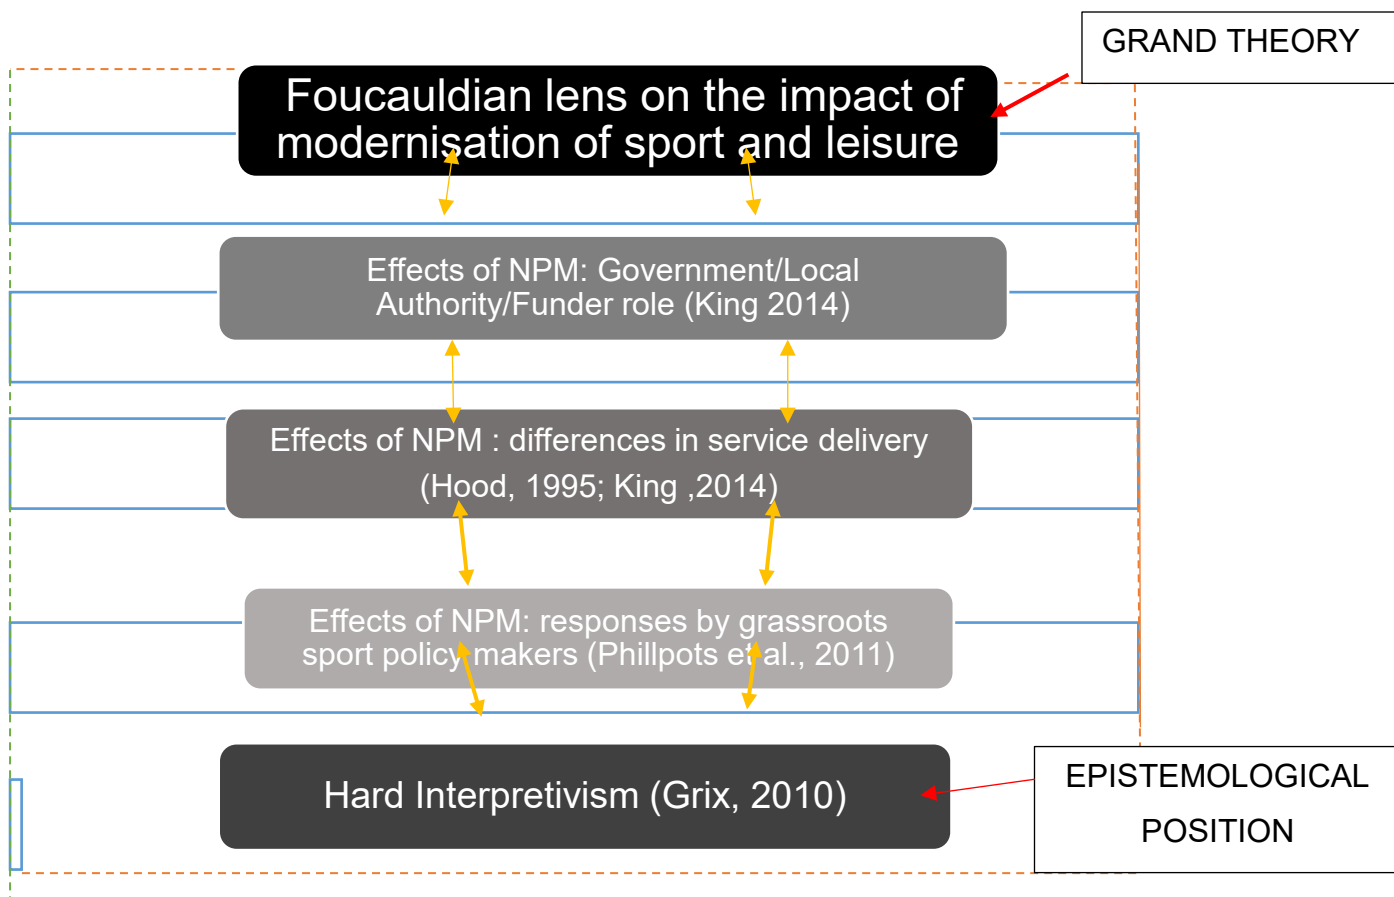 GRAND THEORY
Foucauldian lens on the impact of
modernisation of sport and leisure
Effects of NPM: Government/Local
Authority/Funder role (King 2014)
Effects of NPM : differences in service delivery
(Hood, 1995; King ,2014)
Effects of NPM: responses by grassroots
sport policy makers (Phillpots et al., 2011)
Hard Interpretivism (Grix, 2010)
EPISTEMOLOGICAL
POSITION